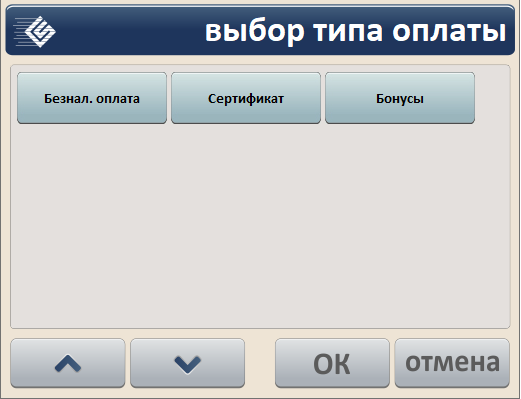 выбор типа оплаты
Безнал. оплата
Сертификат
Бонусы
ОК
отмена